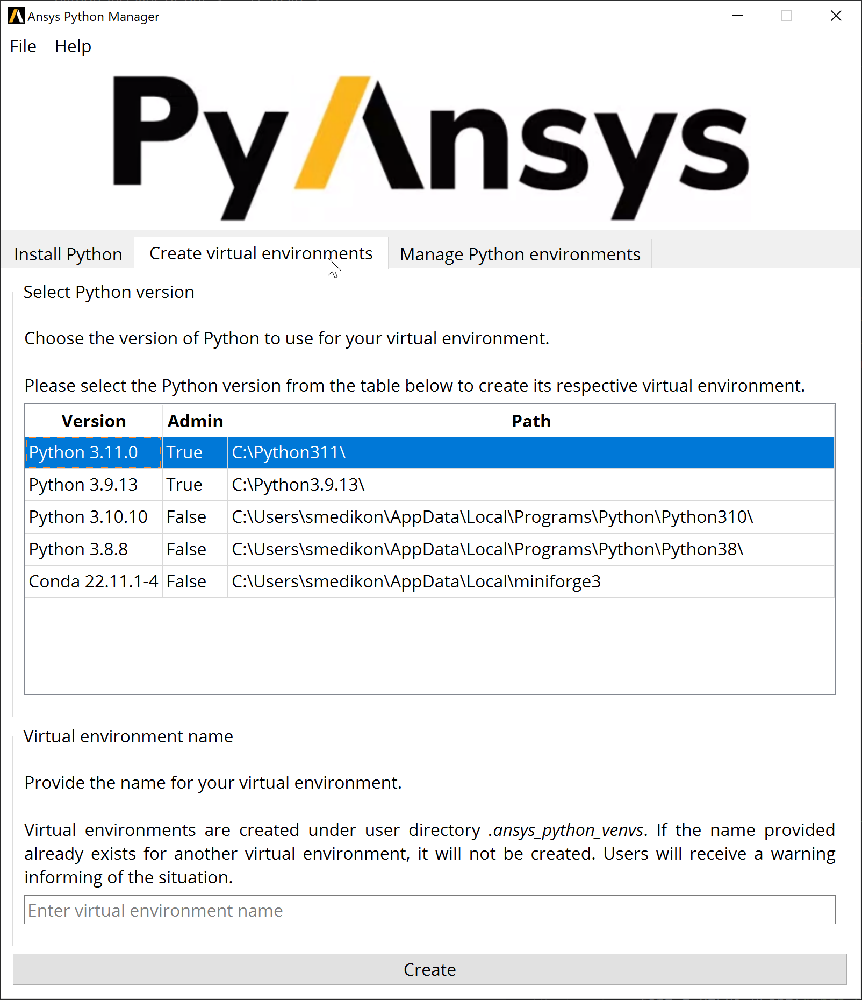 Ansys Python Manager
File Help
PyAnsys
Install Python Create virtual environments Manage Python environments
Select Python version
Choose the version of Python to use for your virtual environment.
Please select the Python version from the table below to create its respective virtual environment.
Version Admin Path
Python 3.11.0 True C:\Python311\
Python 3.9.13 True C:\Python3.9.13\
Python 3.10.10 False C:\Users\smedikon\AppData\Local\Programs\Python\Python310\
Python 3.8.8 False C:\Users\smedikon\AppData\Local\Programs\Python\Python38\
Conda 22.11.1-4 False C:\Users\smedikon\AppData\Local\miniforge3
Virtual environment name
Provide the name for your virtual environment.
Virtual environments are created under user directory .ansys_python_venvs. If the name provided
already exists for another virtual environment, it will not be created. Users will receive a warning
informing of the situation.
Enter virtual environment name
Create